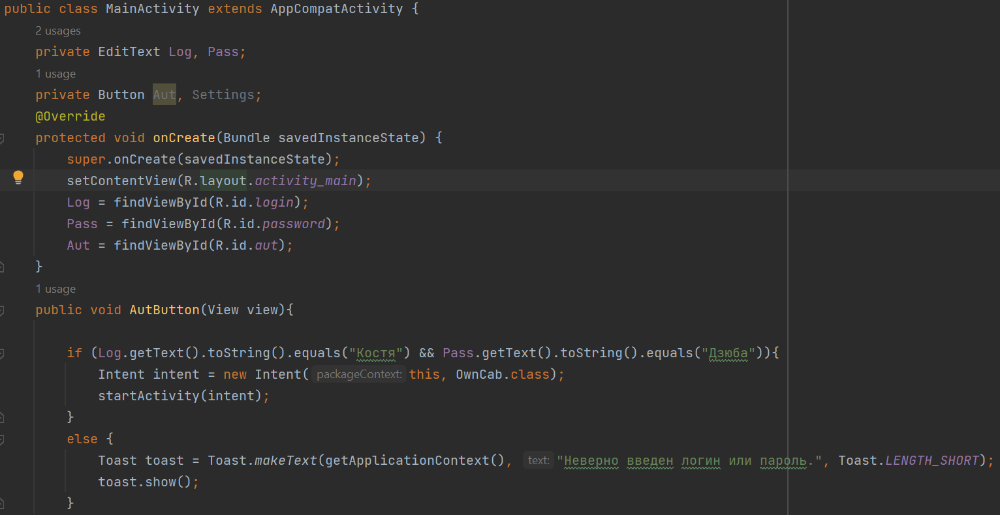 public class MainActivity extends AppCompatActivity {
2 usages
private EditText Log, Pass;
1 usage
private Button Aut, Settings;
@Override
protected void onCreate(Bundle savedInstanceState) {
super.onCreate(savedInstanceState);
setContentView(R.layout.activity_main);
Log = findViewById(R.id.login);
Pass = findViewById(R.id.password);
Aut = findViewById(R.id.aut);
}
1 usage
public void AutButton(View view){
if (Log.getText().toString().equals("Костя") && Pass.getText().toString().equals("Дзюба")){
Intent intent = new Intent( packageContext: this, OwnCab.class);
startActivity(intent);
}
else {
Toast toast = Toast.makeText(getApplicationContext(), text: "Неверно введен логин или пароль.", Toast.LENGTH_SHORT);
toast.show();
}